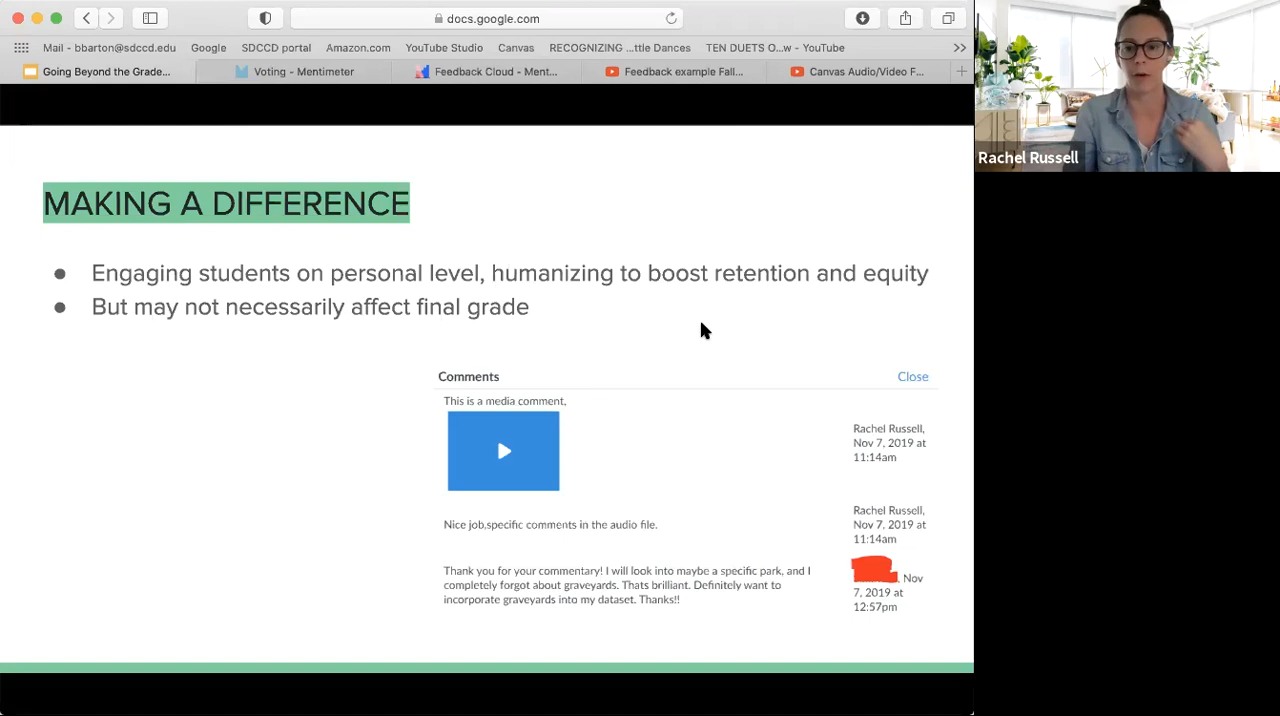 docs.google.com
Mail - bbarton@sdccd.edu Google SDCCD portal Amazon.com YouTube Studio Canvas RECOGNIZING ...ttle Dances TEN DUETS O...w - YouTube
Going Beyond the Grade... Voting - Mentimeter Feedback Cloud - Ment... Feedback example Fall... Canvas Audio/Video F...
Rachel Russell
MAKING A DIFFERENCE
● Engaging students on personal level, humanizing to boost retention and equity
● But may not necessarily affect final grade
Comments Close
This is a media comment,
Rachel Russell,
Nov 7, 2019 at
11:14am
Nice job,specific comments in the audio file.
Rachel Russell,
Nov 7, 2019 at
11:14am
Thank you for your commentary! I will look into maybe a specific park, and I
completely forgot about graveyards. Thats brilliant. Definitely want to
incorporate graveyards into my dataset. Thanks!!
, Nov
7, 2019 at
12:57pm